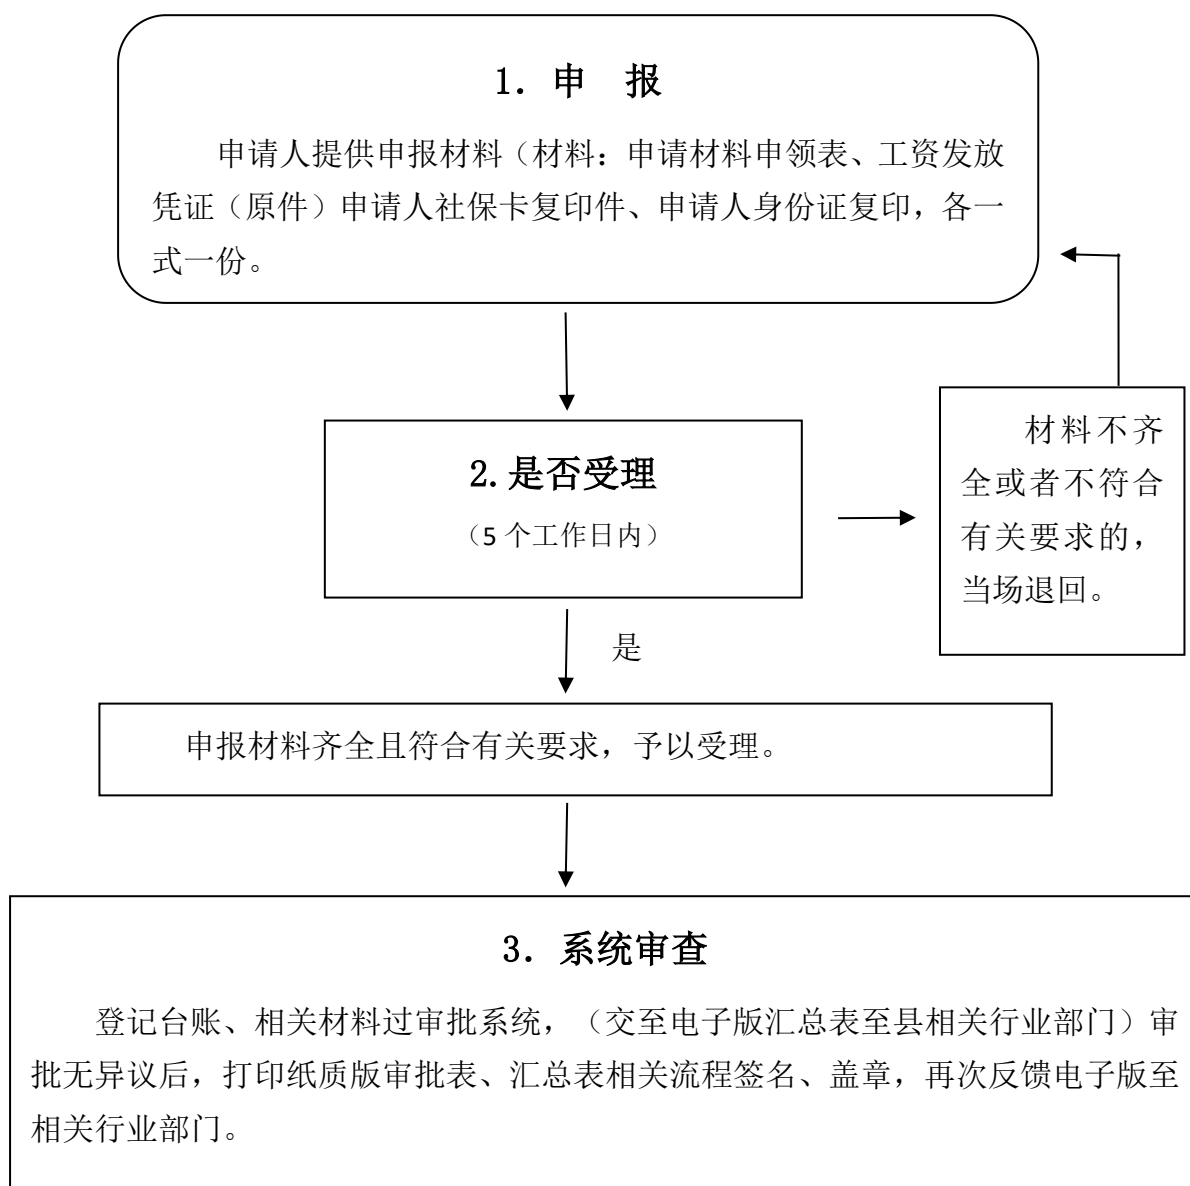 1. 申 报
申请人提供申报材料（材料：申请材料申领表、工资发放
凭证（原件）申请人社保卡复印件、申请人身份证复印，各一
式一份。
2.是否受理
（5 个工作日内）
材料不齐
全或者不符合
有关要求的，
当场退回。
是
申报材料齐全且符合有关要求，予以受理。
3. 系统审查
登记台账、相关材料过审批系统，（交至电子版汇总表至县相关行业部门）审
批无异议后，打印纸质版审批表、汇总表相关流程签名、盖章，再次反馈电子版至
相关行业部门。